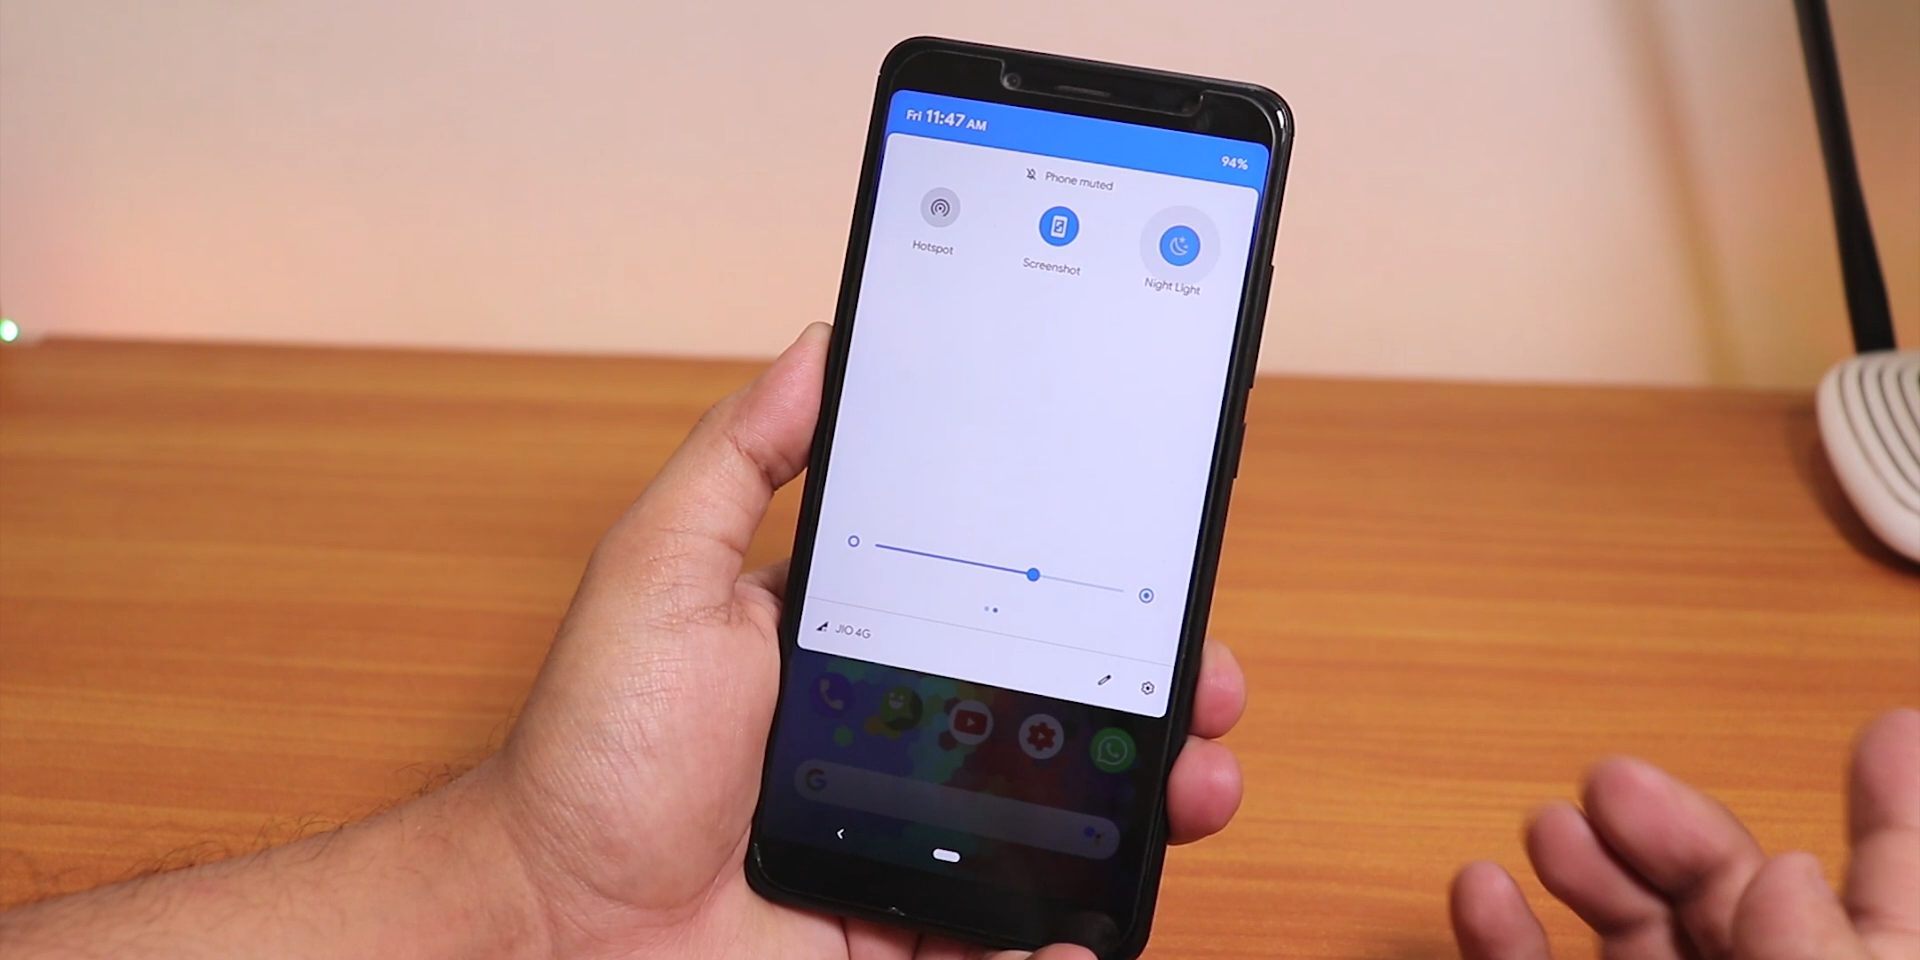 Fri 11:47 AM
94%
Phone muted
Hotspot
Screenshot
Night Light
JIO 4G
G